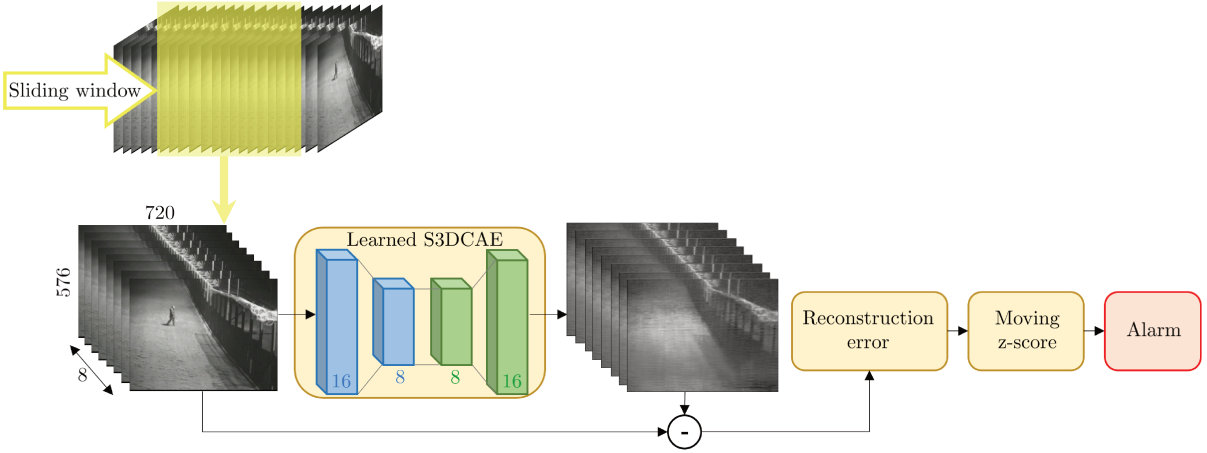 Sliding window
720
576
8
Learned S3DCAE
16
8
8
16
-
Reconstruction
error
Moving
z-score
Alarm